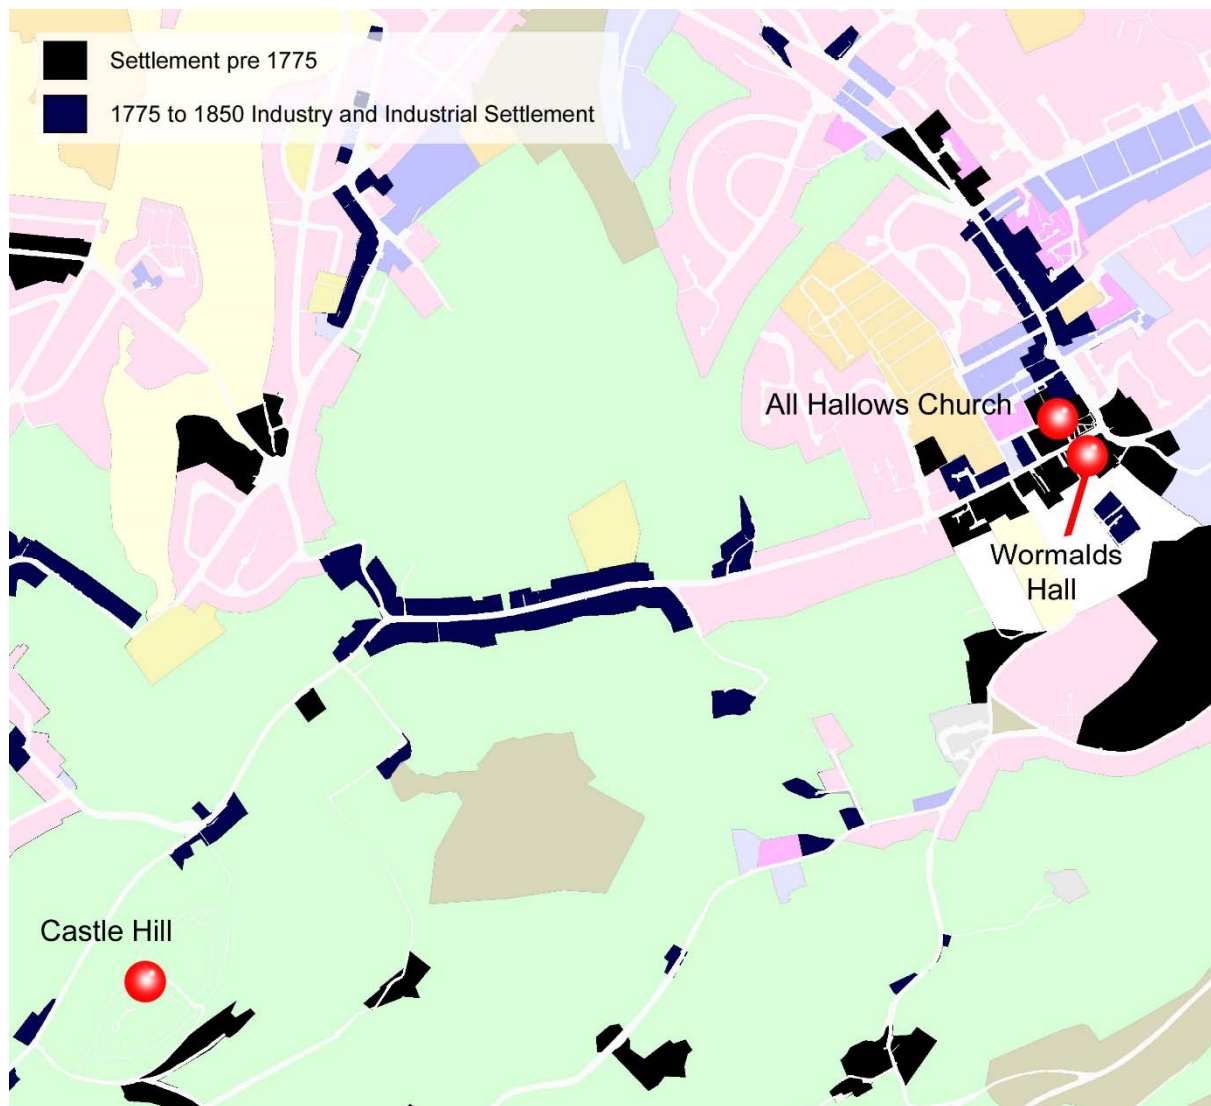 Settlement pre 1775
1775 to 1850 Industry and Industrial Settlement
All Hallows Church
Wormalds
Hall
Castle Hill